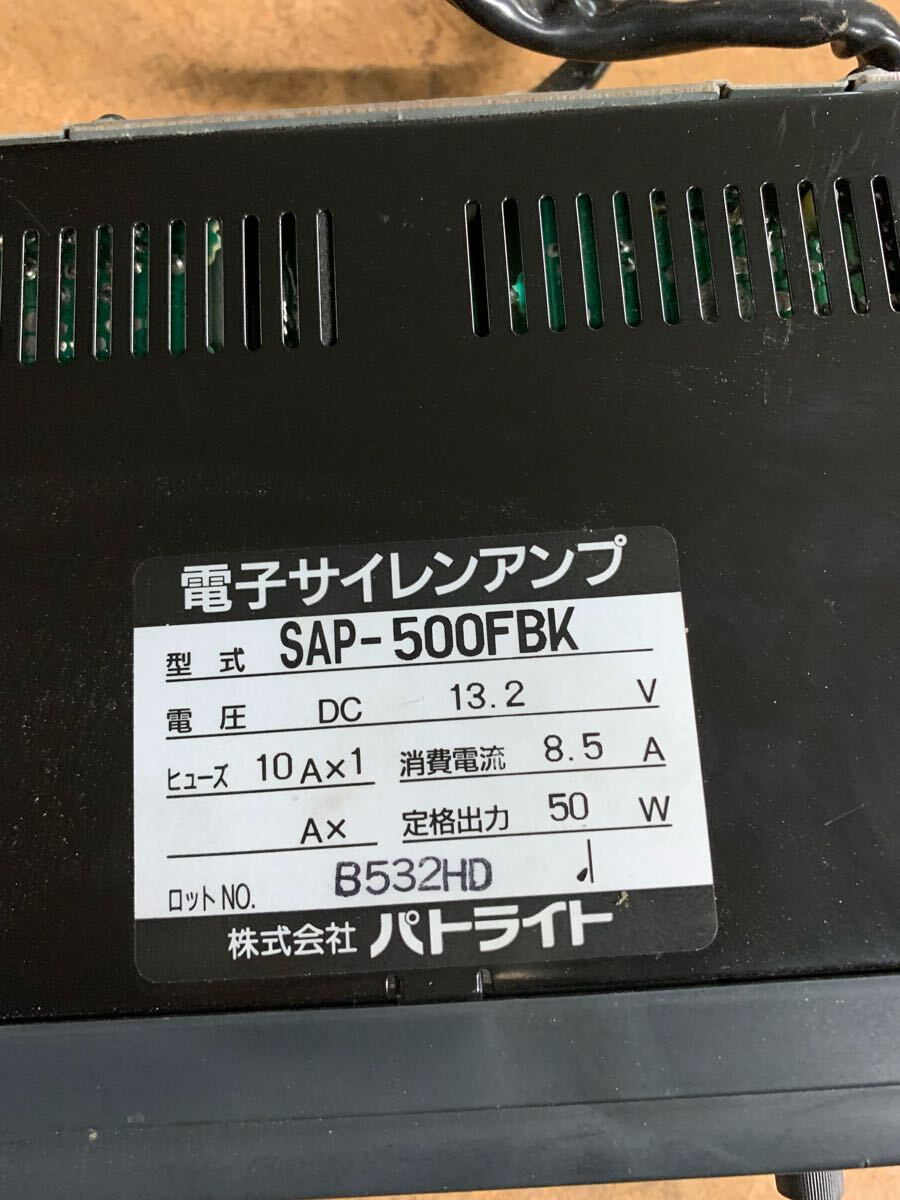 電子サイレンアンプ
型式 SAP-500FBK
電圧 DC 13.2 V
ヒューズ 10A×1 消費電流 8.5 A
A× 定格出力 50 W
ロットNO. B532HD
株式会社 パトライト